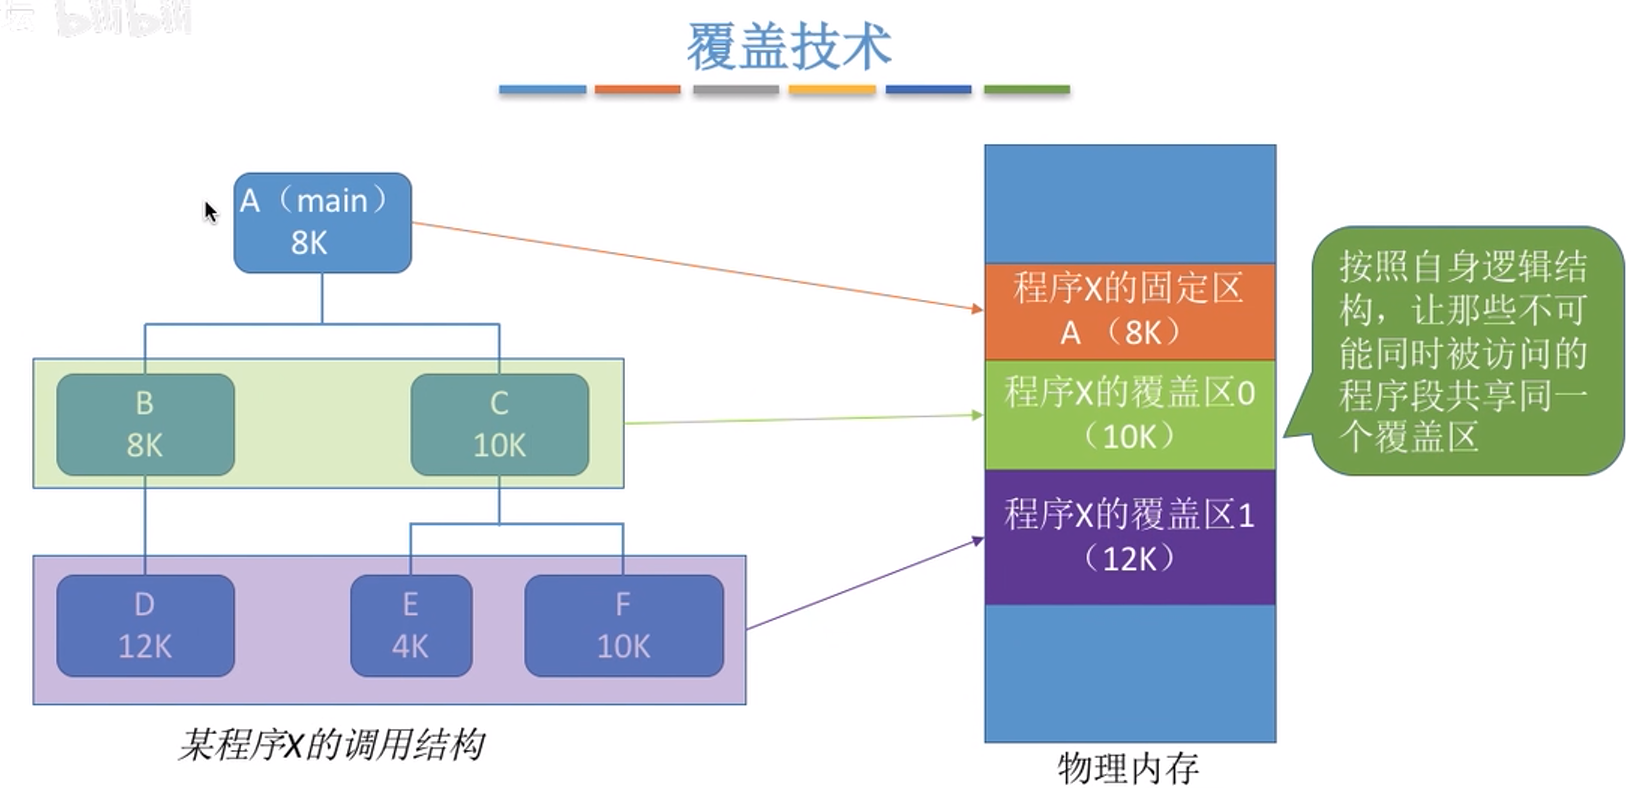 bilibili
覆盖技术
A（main）
8K
B
8K
C
10K
D
12K
E
4K
F
10K
某程序X的调用结构
程序X的固定区
A （8K）
程序X的覆盖区0
（10K）
程序X的覆盖区1
（12K）
物理内存
按照自身逻辑结
构，让那些不可
能同时被访问的
程序段共享同一
个覆盖区